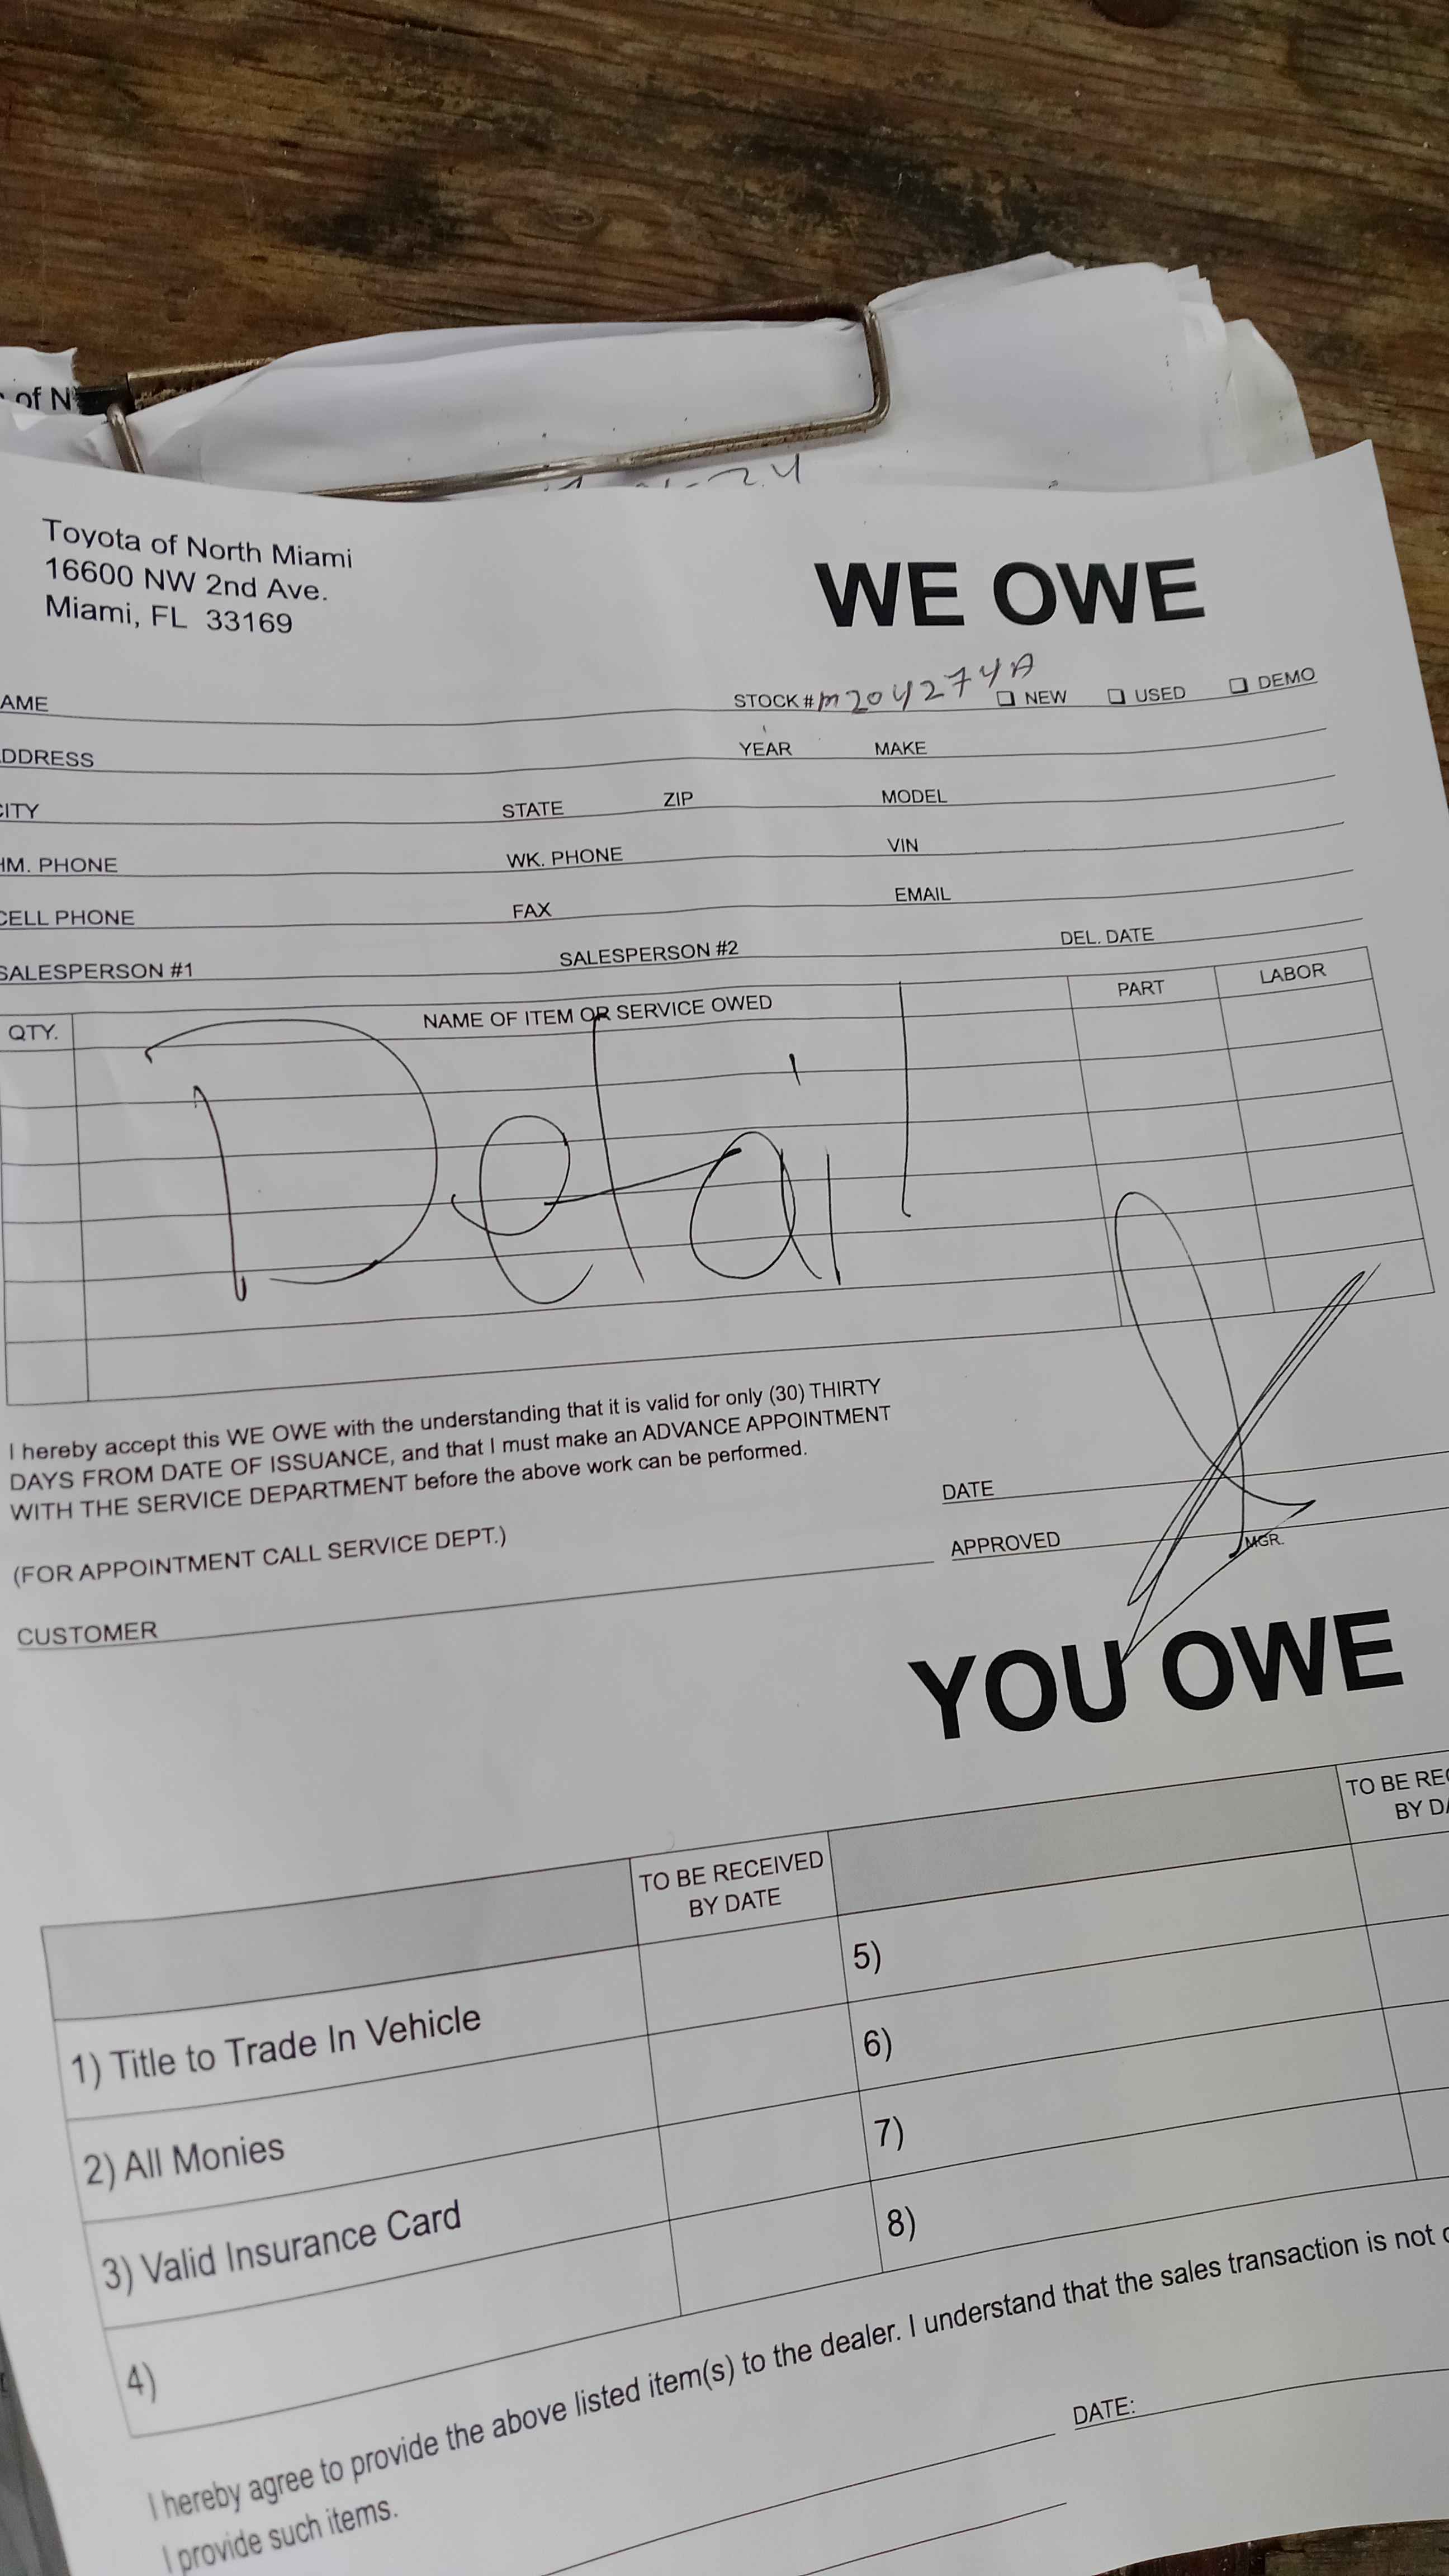 of N
-24
Toyota of North Miami
16600 NW 2nd Ave.
Miami, FL 33169
WE OWE
AME
STOCK # M204274A ☐ NEW ☐ USED ☐ DEMO
DDRESS
YEAR MAKE
CITY STATE ZIP MODEL
HM. PHONE WK. PHONE VIN
CELL PHONE FAX EMAIL
SALESPERSON #1 SALESPERSON #2 DEL. DATE
QTY. NAME OF ITEM OR SERVICE OWED PART LABOR
Detail
I hereby accept this WE OWE with the understanding that it is valid for only (30) THIRTY
DAYS FROM DATE OF ISSUANCE, and that I must make an ADVANCE APPOINTMENT
WITH THE SERVICE DEPARTMENT before the above work can be performed.
DATE
(FOR APPOINTMENT CALL SERVICE DEPT.)
APPROVED MGR.
CUSTOMER
YOU OWE
TO BE RECEIVED
BY DATE
TO BE REC
BY DA
1) Title to Trade In Vehicle
2) All Monies
3) Valid Insurance Card
4)
5)
6)
7)
8)
I hereby agree to provide the above listed item(s) to the dealer. I understand that the sales transaction is not
I provide such items.
DATE: